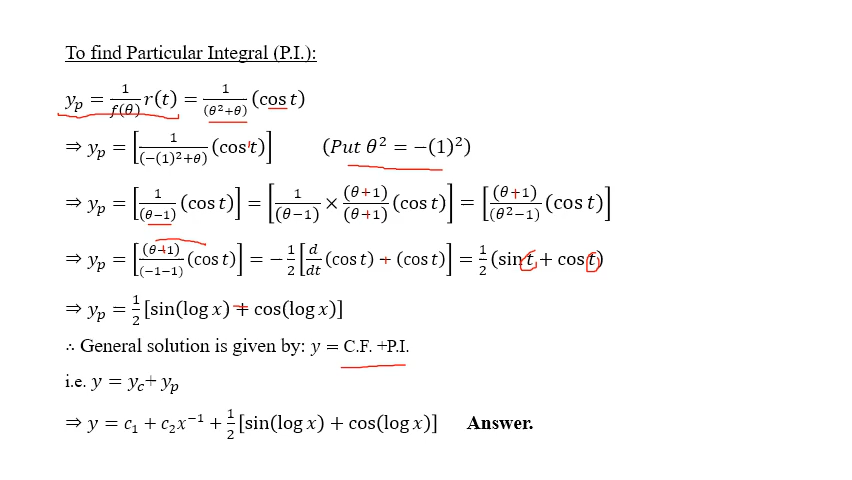 To find Particular Integral (P.I.):
y_p = 1/f(θ) r(t) = 1/(θ²+θ) (cos t)
⇒ y_p = [1/(−(1)²+θ) (cos t)] (Put θ² = −(1)²)
⇒ y_p = [1/(θ−1) (cos t)] = [1/(θ−1) × (θ+1)/(θ+1) (cos t)] = [(θ+1)/(θ²−1) (cos t)]
⇒ y_p = [(θ+1)/(−1−1) (cos t)] = −1/2 [d/dt (cos t) + (cos t)] = 1/2 (sin t + cos t)
⇒ y_p = 1/2 [sin(log x) + cos(log x)]
∴ General solution is given by: y = C.F. +P.I.
i.e. y = y_c + y_p
⇒ y = c₁ + c₂x⁻¹ + 1/2 [sin(log x) + cos(log x)] Answer.